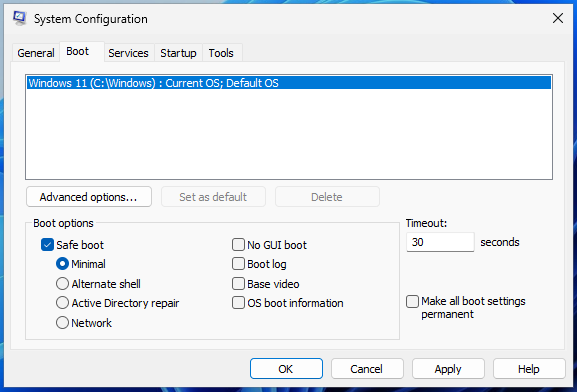 System Configuration
General Boot Services Startup Tools
Windows 11 (C:\Windows) : Current OS; Default OS
Advanced options... Set as default Delete
Boot options
Timeout:
Safe boot No GUI boot
30 seconds
Minimal Boot log
Alternate shell Base video
Active Directory repair OS boot information
Make all boot settings
permanent
Network
OK Cancel Apply Help